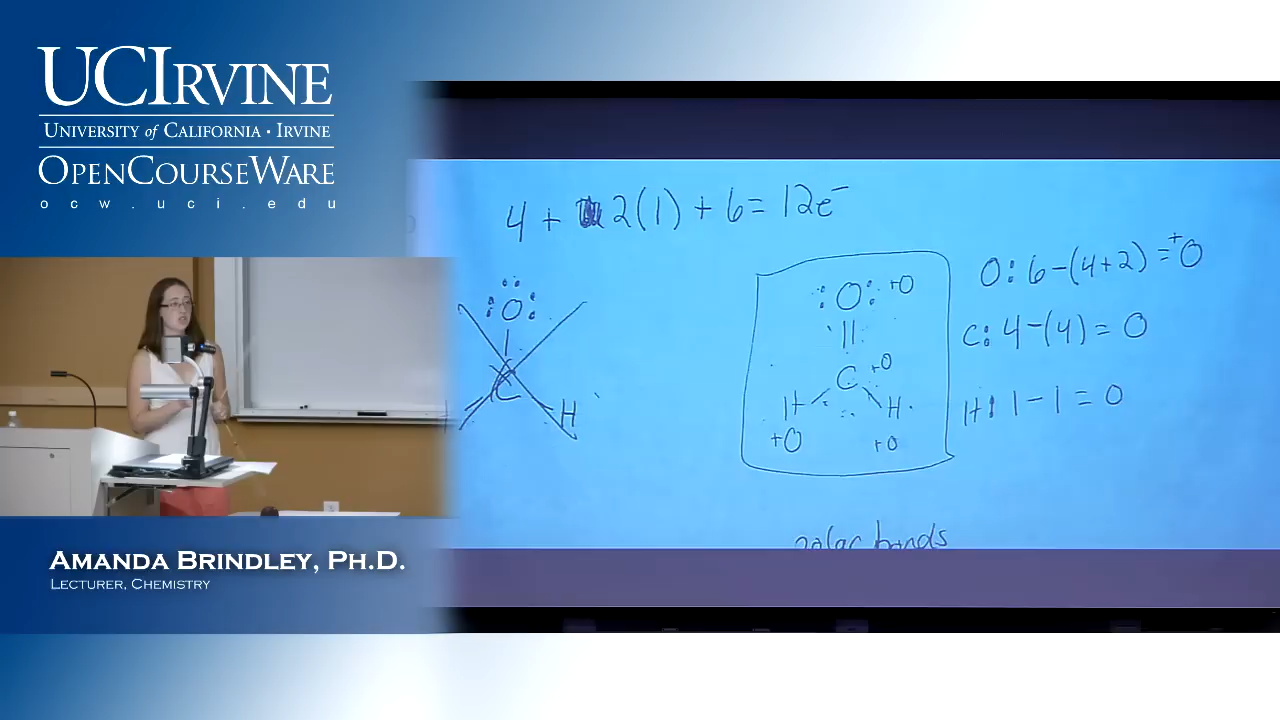 UCIRVINE
UNIVERSITY of CALIFORNIA · IRVINE
OPENCOURSEWARE
ocw.uci.edu
4 + 2(1) + 6 = 12e⁻
O
C
H
:O: +0
||
C +0
H H
+0 +0
O: 6-(4+2) = +0
C: 4-(4) = 0
H: 1-1 = 0
polar bonds
AMANDA BRINDLEY, PH.D.
LECTURER, CHEMISTRY